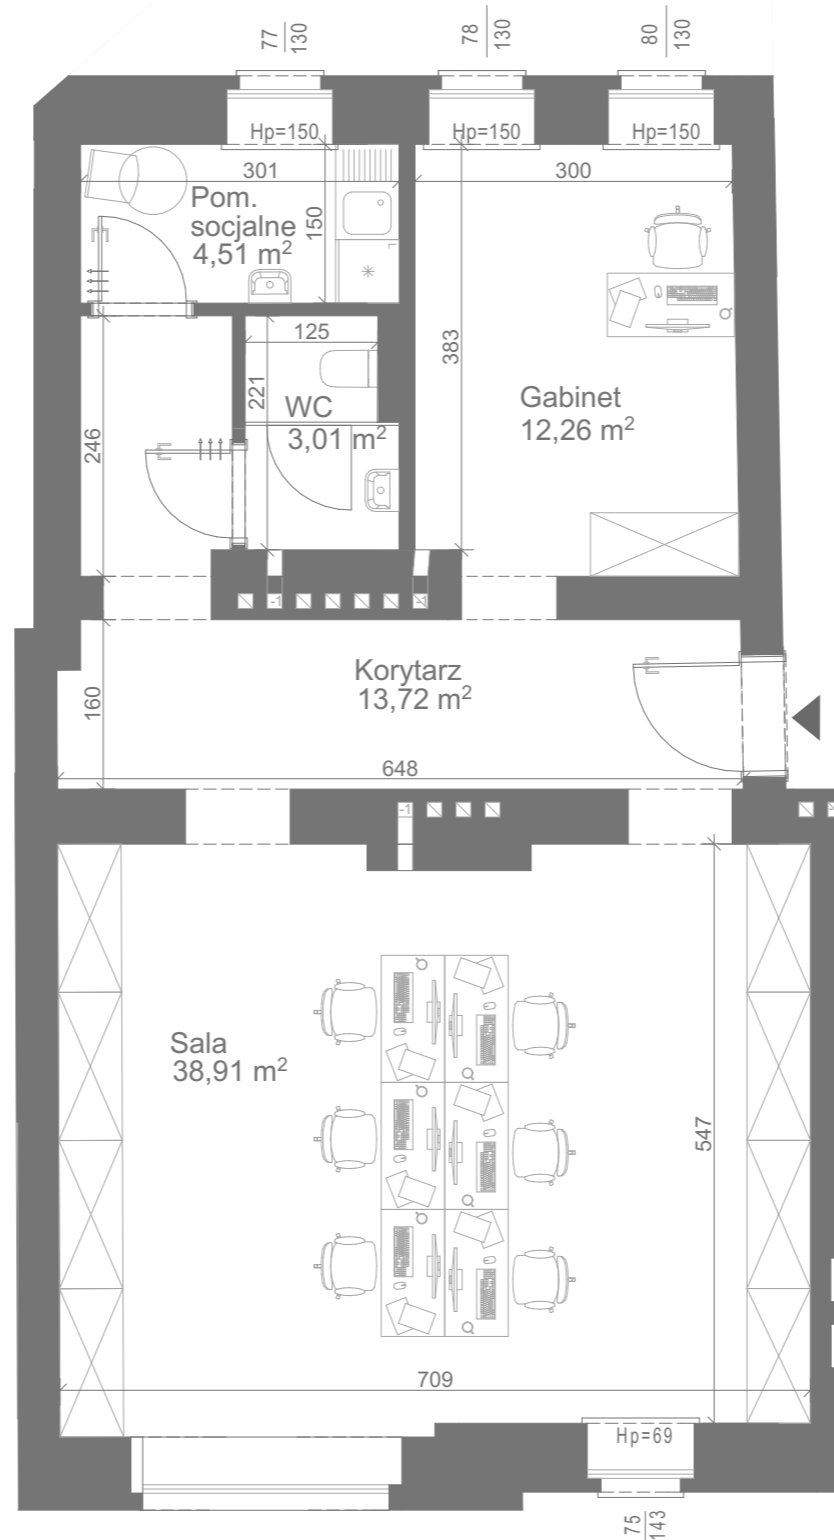 77
130
78
130
80
130
Hp=150
Hp=150
Hp=150
301
300
Pom.
socjalne
4,51 m²
150
125
383
221
WC
3,01 m²
246
Gabinet
12,26 m²
-1
-1
Korytarz
13,72 m²
160
648
-1
Sala
38,91 m²
547
709
Hp=69
75
143